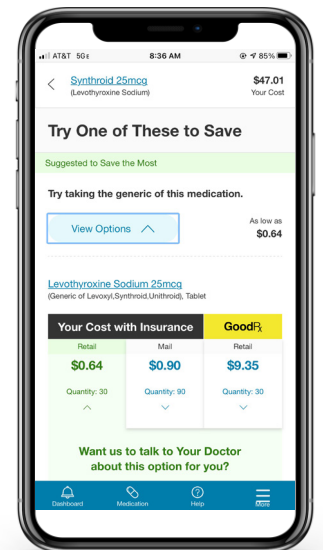 AT&T 5GE 8:36 AM 85%
Synthroid 25mcg $47.01
(Levothyroxine Sodium) Your Cost
Try One of These to Save
Suggested to Save the Most
Try taking the generic of this medication.
View Options As low as
$0.64
Levothyroxine Sodium 25mcg
(Generic of Levoxyl,Synthroid,Unithroid), Tablet
Your Cost with Insurance GoodRx
Retail Mail Retail
$0.64 $0.90 $9.35
Quantity: 30 Quantity: 90 Quantity: 30
Want us to talk to Your Doctor
about this option for you?
Dashboard Medication Help More